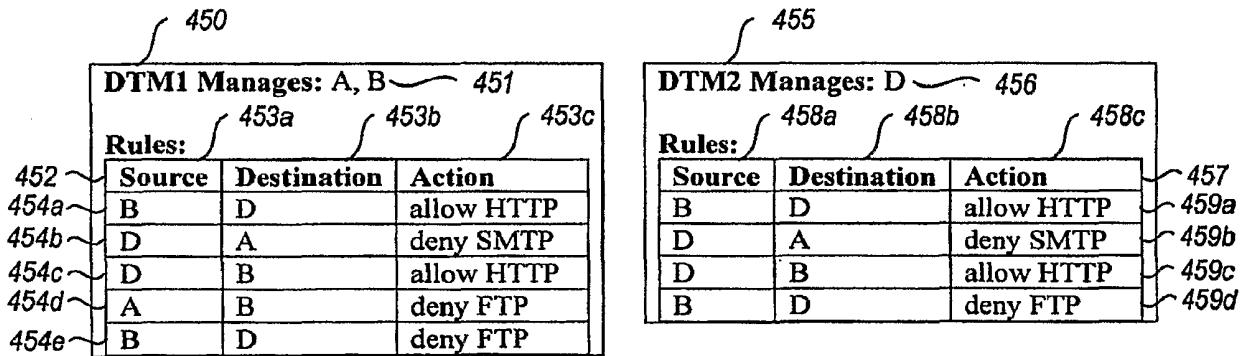 450
455
DTM1 Manages: A, B 451
DTM2 Manages: D 456
453a 453b 453c
458a 458b 458c
Rules:
452 Source Destination Action
454a B D allow HTTP
454b D A deny SMTP
454c D B allow HTTP
454d A B deny FTP
454e B D deny FTP
Rules:
Source Destination Action 457
B D allow HTTP 459a
D A deny SMTP 459b
D B allow HTTP 459c
B D deny FTP 459d